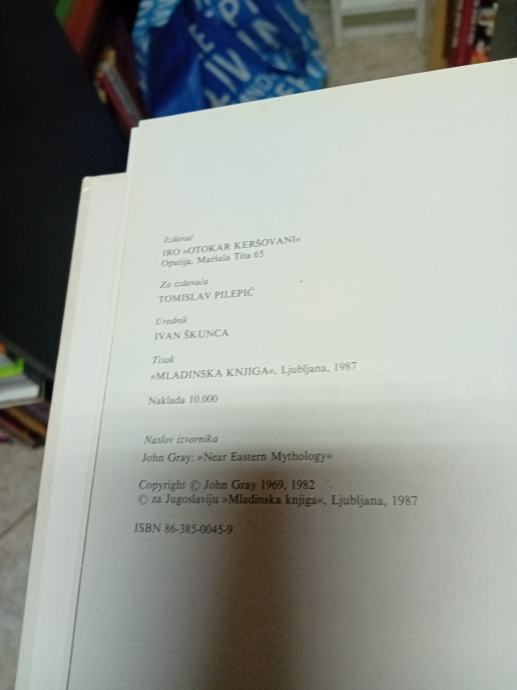 Izdavač
IRO »OTOKAR KERŠOVANI«
Opatija, Maršala Tita 65
Za izdavača
TOMISLAV PILEPIĆ
Urednik
IVAN ŠKUNCA
Tisak
»MLADINSKA KNJIGA«, Ljubljana, 1987
Naklada 10.000
Naslov izvornika
John Gray: »Near Eastern Mythology«
Copyright © John Gray 1969, 1982
© za Jugoslaviju »Mladinska knjiga«, Ljubljana, 1987
ISBN 86-385-0045-9